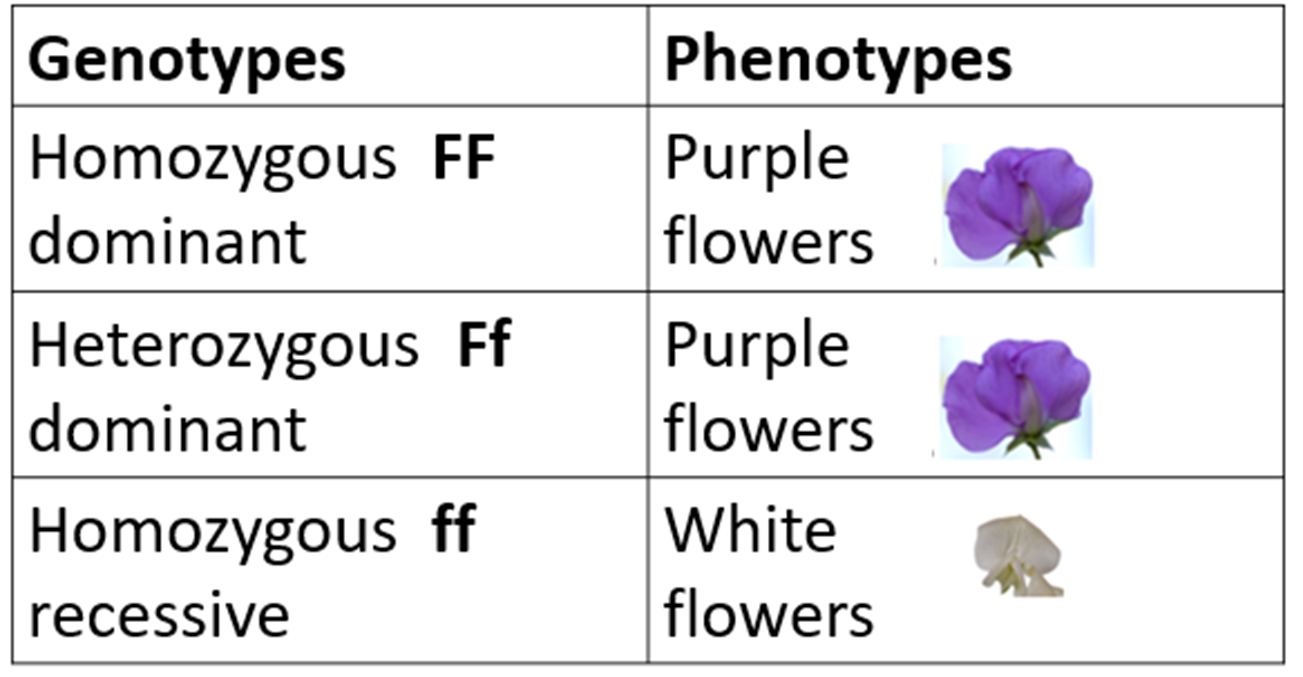 Genotypes
Phenotypes
Homozygous FF
dominant
Purple
flowers
Heterozygous Ff
dominant
Purple
flowers
Homozygous ff
recessive
White
flowers